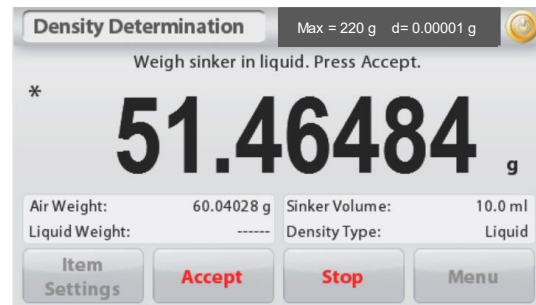 Density Determination Max = 220 g d= 0.00001 g
Weigh sinker in liquid. Press Accept.
*
51.46484 g
Air Weight: 60.04028 g Sinker Volume: 10.0 ml
Liquid Weight: ------ Density Type: Liquid
Item Settings Accept Stop Menu